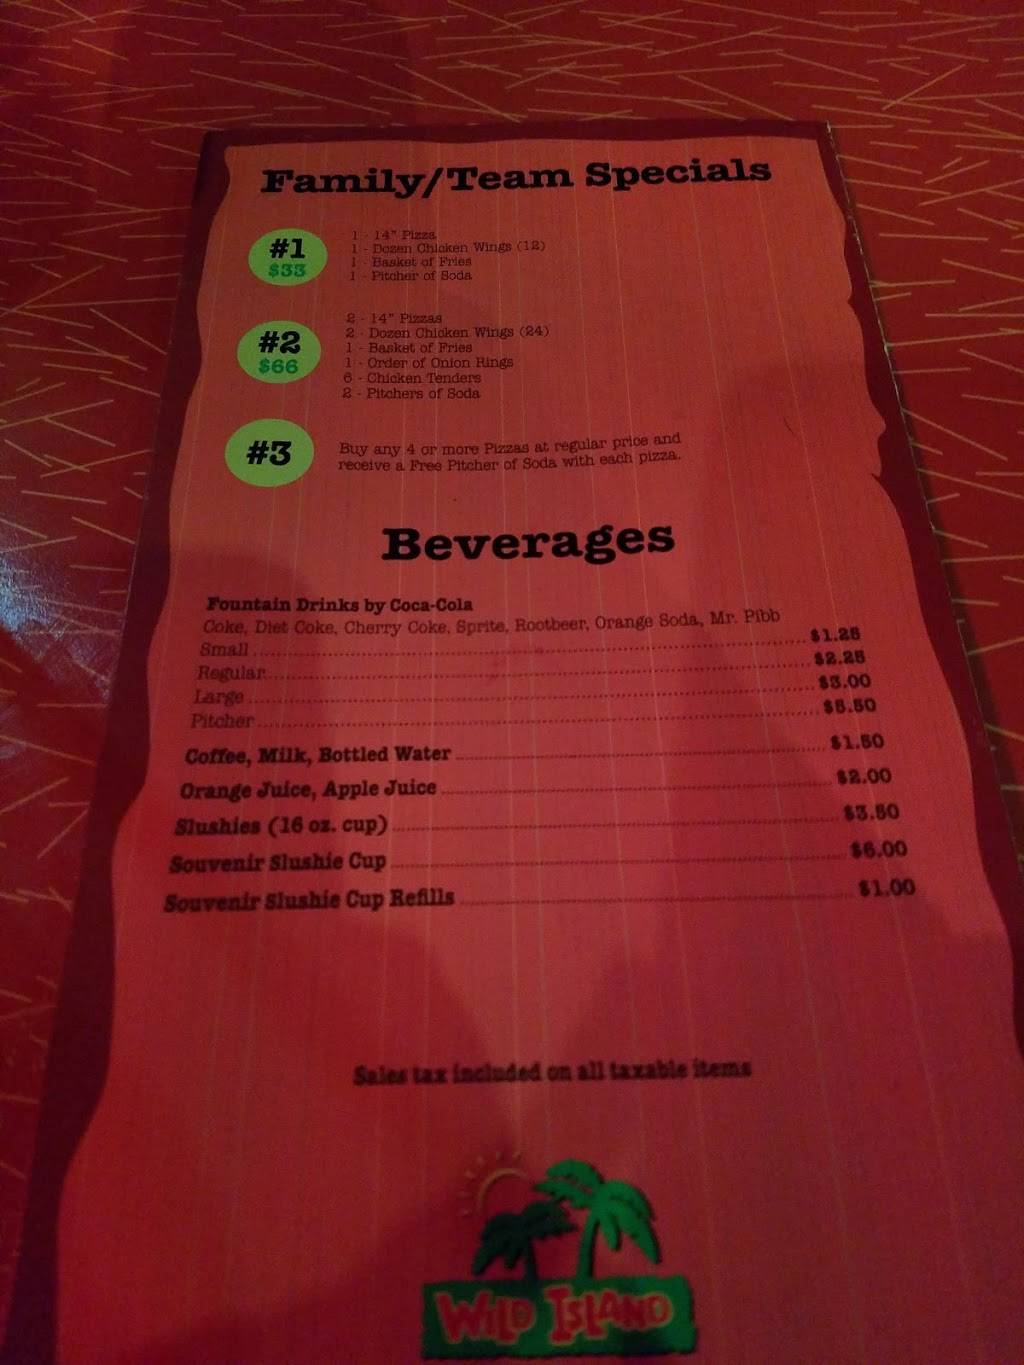 Family/Team Specials
#1
$33
1 - 14" Pizza
1 - Dozen Chicken Wings (12)
1 - Basket of Fries
1 - Pitcher of Soda
#2
$66
2 - 14" Pizzas
2 - Dozen Chicken Wings (24)
1 - Basket of Fries
1 - Order of Onion Rings
6 - Chicken Tenders
2 - Pitchers of Soda
#3
Buy any 4 or more Pizzas at regular price and
receive a Free Pitcher of Soda with each pizza.
Beverages
Fountain Drinks by Coca-Cola
Coke, Diet Coke, Cherry Coke, Sprite, Rootbeer, Orange Soda, Mr. Pibb
Small $1.25
Regular $2.25
Large $3.00
Pitcher $5.50
Coffee, Milk, Bottled Water $1.50
Orange Juice, Apple Juice $2.00
Slushies (16 oz. cup) $3.50
Souvenir Slushie Cup $6.00
Souvenir Slushie Cup Refills $1.00
Sales tax included on all taxable items
WILD ISLAND